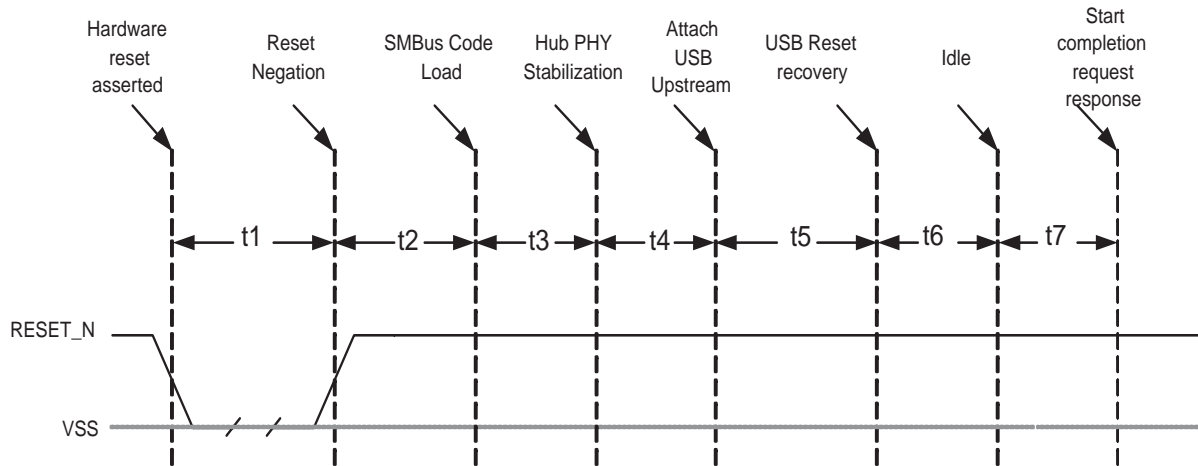 Hardware
reset
asserted
Reset
Negation
SMBus Code
Load
Hub PHY
Stabilization
Attach
USB
Upstream
USB Reset
recovery
Idle
Start
completion
request
response
t1
t2
t3
t4
t5
t6
t7
RESET_N
VSS